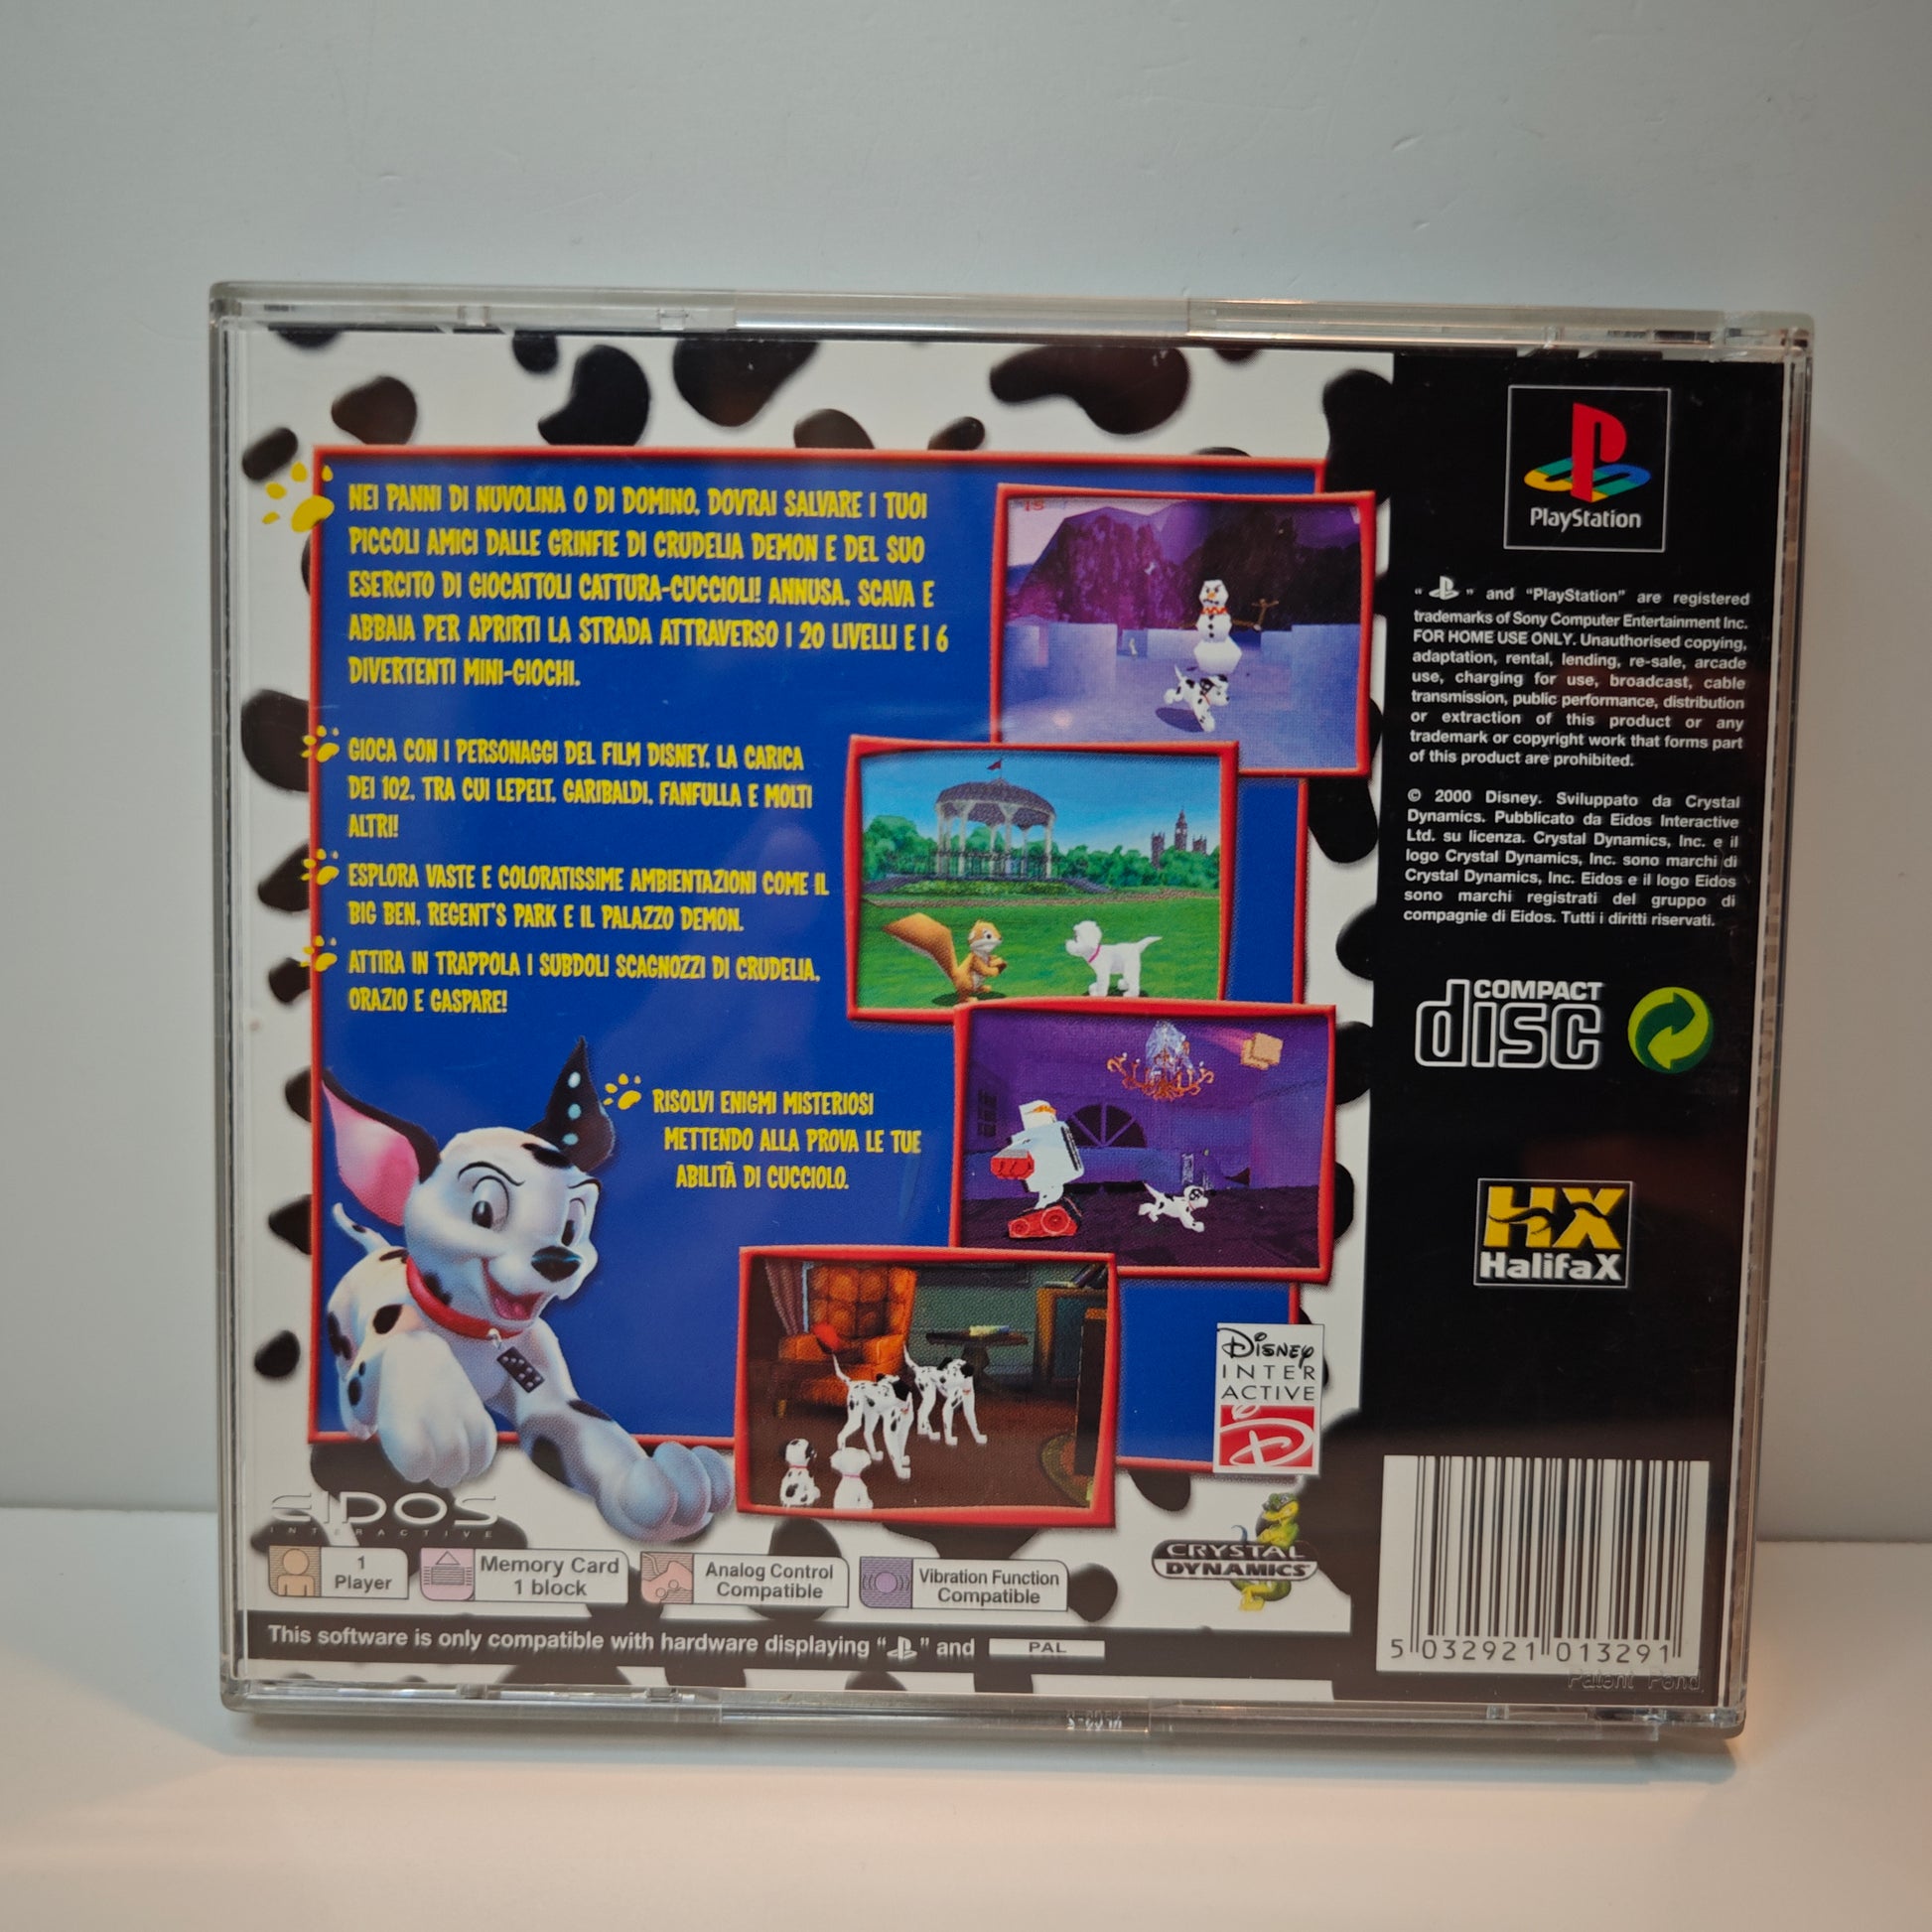 NEI PANNI DI NUVOLINA O DI DOMINO, DOVRAI SALVARE I TUOI
PICCOLI AMICI DALLE GRINFIE DI CRUDELIA DEMON E DEL SUO
ESERCITO DI GIOCATTOLI CATTURA-CUCCIOLI! ANNUSA, SCAVA E
ABBAIA PER APRIRTI LA STRADA ATTRAVERSO I 20 LIVELLI E I 6
DIVERTENTI MINI-GIOCHI.
GIOCA CON I PERSONAGGI DEL FILM DISNEY, LA CARICA
DEI 102, TRA CUI LEPELT, GARIBALDI, FANFULLA E MOLTI
ALTRI!
ESPLORA VASTE E COLORATISSIME AMBIENTAZIONI COME IL
BIG BEN, REGENT'S PARK E IL PALAZZO DEMON.
ATTIRA IN TRAPPOLA I SUBDOLI SCAGNOZZI DI CRUDELIA,
ORAZIO E GASPARE!
RISOLVI ENIGMI MISTERIOSI
METTENDO ALLA PROVA LE TUE
ABILITÀ DI CUCCIOLO.
DISNEY
INTER
ACTIVE
EIDOS
INTERACTIVE
CRYSTAL
DYNAMICS
1
Player
Memory Card
1 block
Analog Control
Compatible
Vibration Function
Compatible
This software is only compatible with hardware displaying “ ” and PAL
PlayStation
“ ” and “PlayStation” are registered
trademarks of Sony Computer Entertainment Inc.
FOR HOME USE ONLY. Unauthorised copying,
adaptation, rental, lending, re-sale, arcade
use, charging for use, broadcast, cable
transmission, public performance, distribution
or extraction of this product or any
trademark or copyright work that forms part
of this product are prohibited.
© 2000 Disney. Sviluppato da Crystal
Dynamics. Pubblicato da Eidos Interactive
Ltd. su licenza. Crystal Dynamics, Inc. e il
logo Crystal Dynamics, Inc. sono marchi di
Crystal Dynamics, Inc. Eidos e il logo Eidos
sono marchi registrati del gruppo di
compagnie di Eidos. Tutti i diritti riservati.
COMPACT
disc
HX
HalifaX
5 032921 013291
Patent Pend.